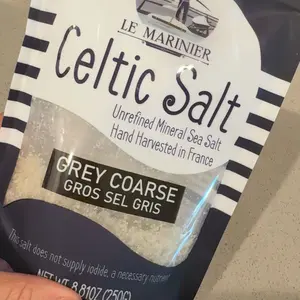 LE MARINIER
Celtic Salt
Unrefined Mineral Sea Salt
Hand Harvested in France
GREY COARSE
GROS SEL GRIS
This salt does not supply iodide, a necessary nutrient
NET WT 8.81OZ (250G)